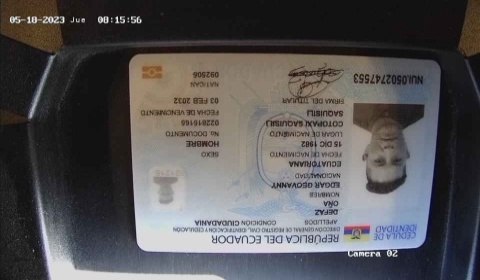 05-10-2023 Jue 08:15:56
CÉDULA DE IDENTIDAD
REPÚBLICA DEL ECUADOR
DIRECCIÓN GENERAL DE REGISTRO CIVIL, IDENTIFICACIÓN Y CEDULACIÓN
APELLIDOS
CONDICIÓN CIUDADANÍA
DEFAZ
OÑA
NOMBRES
EDGAR GEOVANNY
NACIONALIDAD
ECUATORIANA
FECHA DE NACIMIENTO
15 DIC 1982
LUGAR DE NACIMIENTO
COTOPAXI SAQUISILI
SAQUISILI
FIRMA DEL TITULAR
SEXO
HOMBRE
No. DOCUMENTO
FECHA DE VENCIMIENTO
03 FEB 2032
NAT/CAN
NUI.0502747553
Camera 02